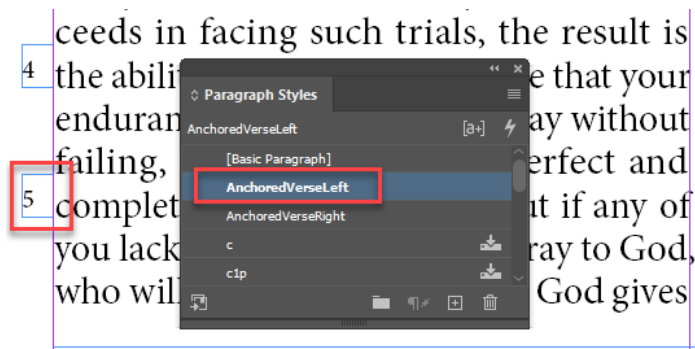 ceeds in facing such trials, the result is
4 the abili e that your
enduran ay without
failing, erfect and
5 complet ut if any of
you lack ray to God,
who will God gives
Paragraph Styles
AnchoredVerseLeft [a+]
[Basic Paragraph]
AnchoredVerseLeft
AnchoredVerseRight
c
c1p